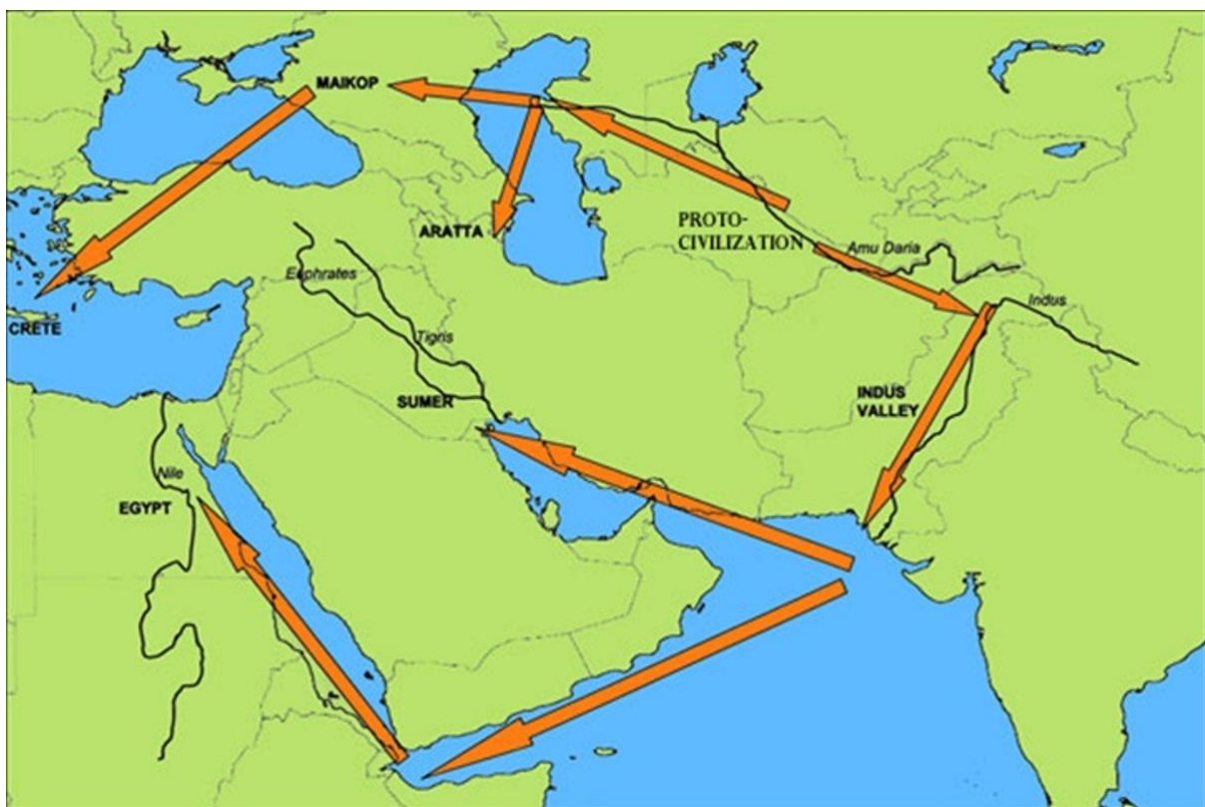 MAIKOP
PROTO-
CIVILIZATION
ARATTA
Amu Daria
Euphrates
Indus
CRETE
Tigris
SUMER
INDUS
VALLEY
Nile
EGYPT